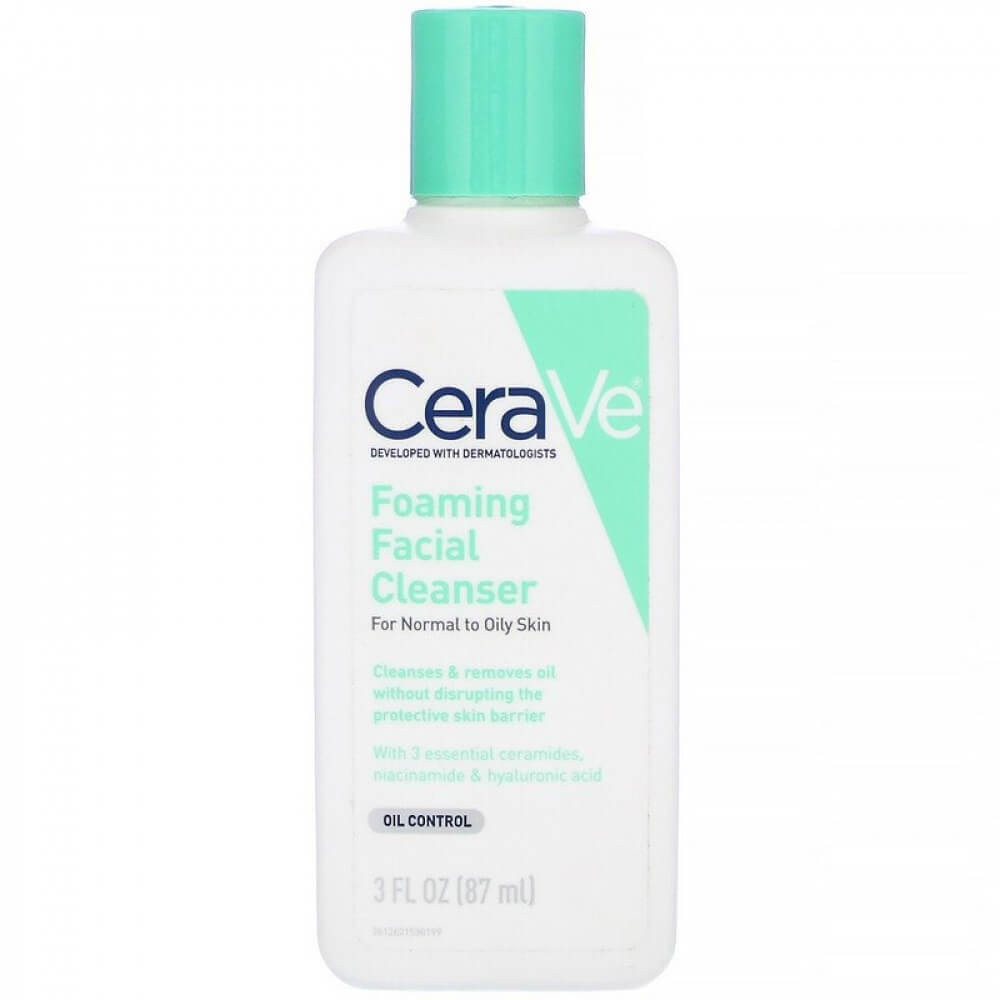 CeraVe®
DEVELOPED WITH DERMATOLOGISTS
Foaming
Facial
Cleanser
For Normal to Oily Skin
Cleanses & removes oil
without disrupting the
protective skin barrier
With 3 essential ceramides,
niacinamide & hyaluronic acid
OIL CONTROL
3 FL OZ (87 ml)